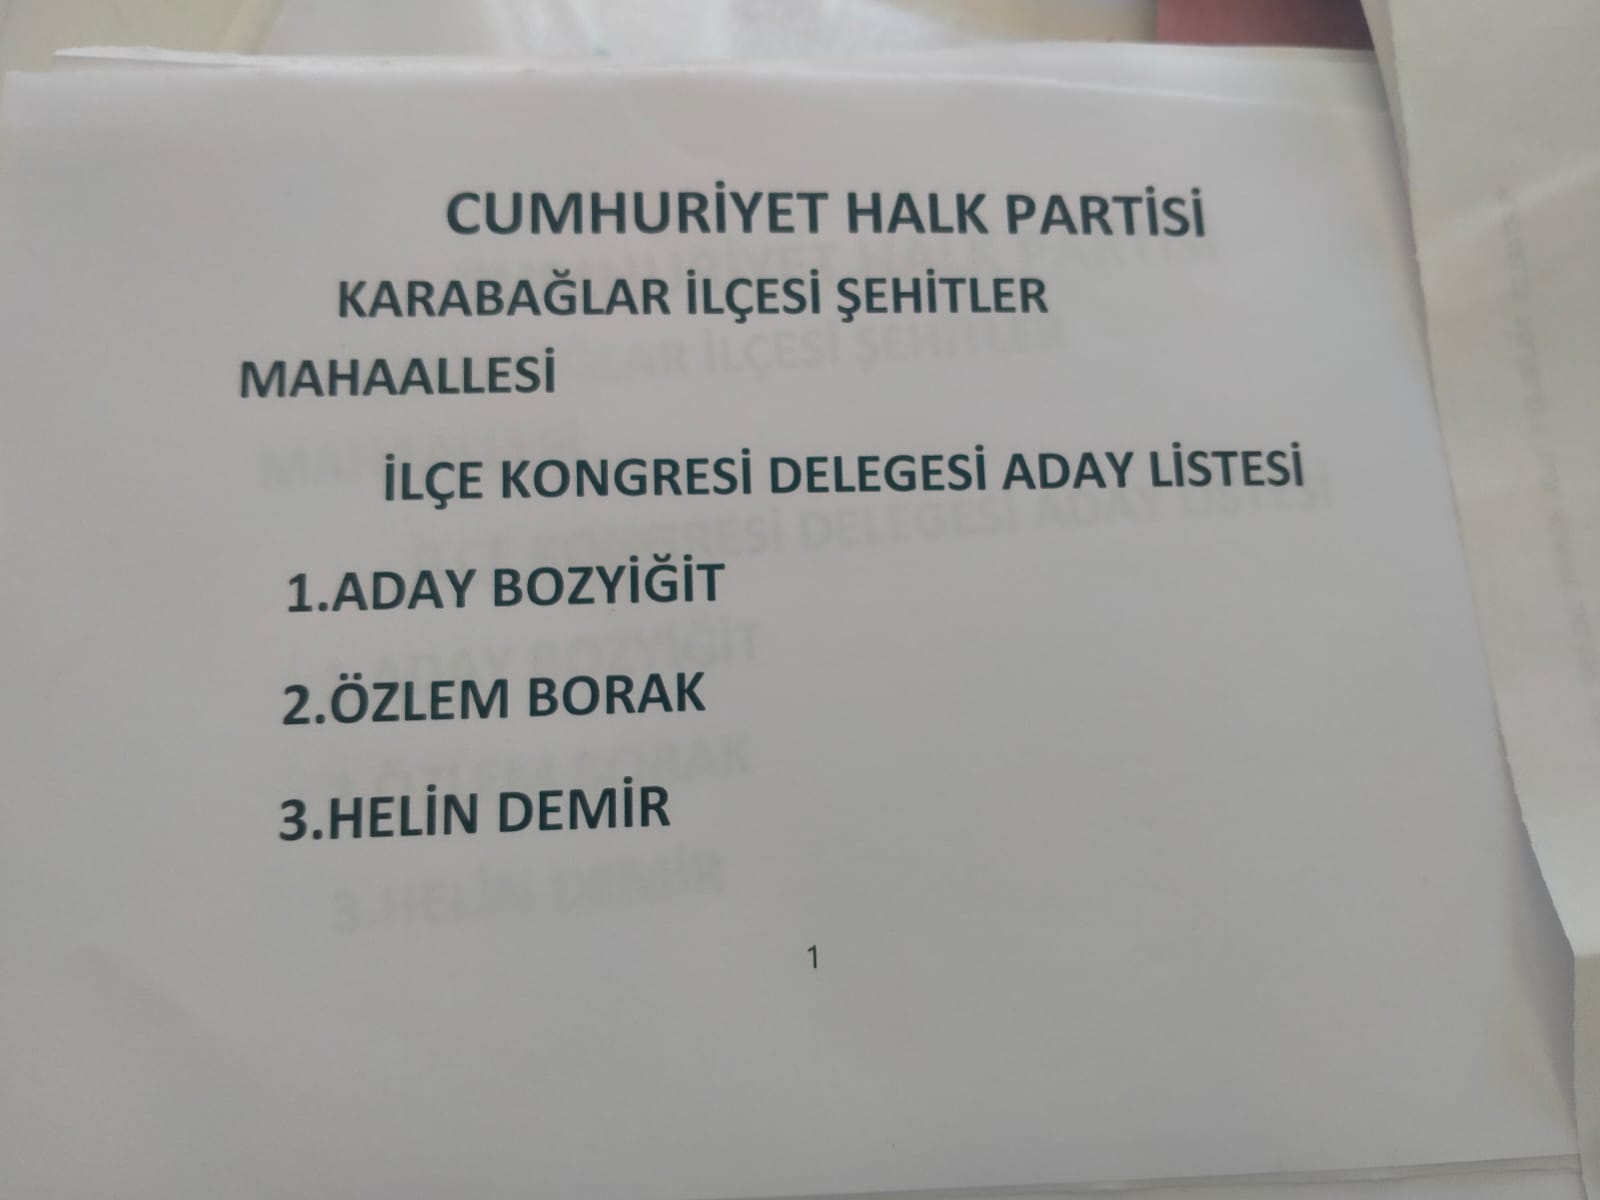 CUMHURİYET HALK PARTİSİ
KARABAĞLAR İLÇESİ ŞEHİTLER
MAHAALLESİ
İLÇE KONGRESİ DELEGESİ ADAY LİSTESİ
1.ADAY BOZYİĞİT
2.ÖZLEM BORAK
3.HELİN DEMİR
1